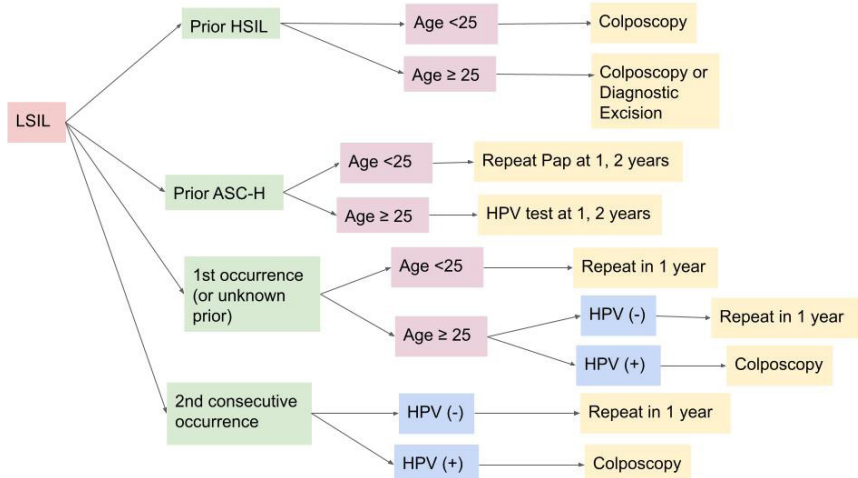 Prior HSIL
Age <25
Colposcopy
Age ≥ 25
Colposcopy or
Diagnostic
Excision
LSIL
Prior ASC-H
Age <25
Repeat Pap at 1, 2 years
Age ≥ 25
HPV test at 1, 2 years
1st occurrence
(or unknown
prior)
Age <25
Repeat in 1 year
Age ≥ 25
HPV (-)
Repeat in 1 year
HPV (+)
Colposcopy
2nd consecutive
occurrence
HPV (-)
Repeat in 1 year
HPV (+)
Colposcopy